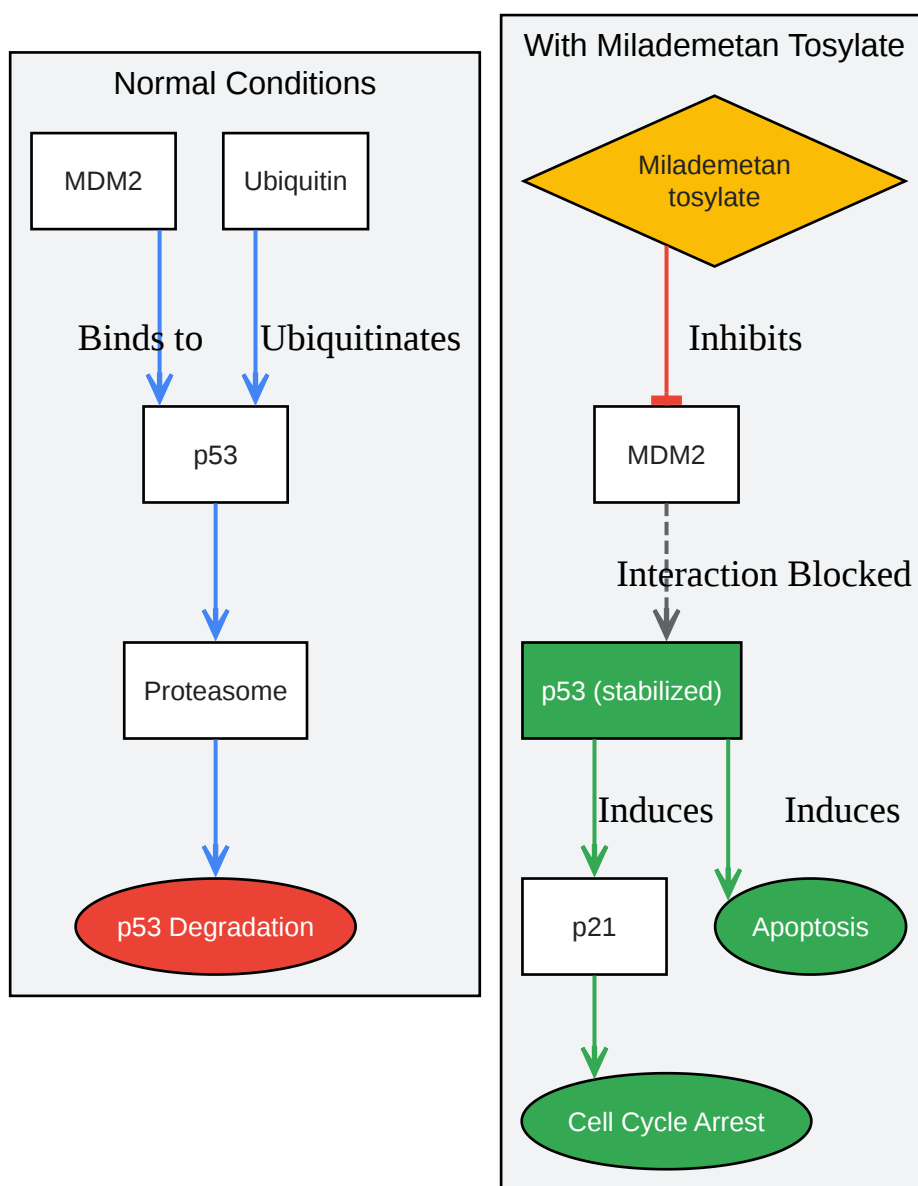 Normal Conditions
MDM2
Ubiquitin
Binds to
Ubiquitinates
p53
Proteasome
p53 Degradation
With Milademetan Tosylate
Milademetan
tosylate
Inhibits
MDM2
Interaction Blocked
p53 (stabilized)
Induces
Induces
p21
Apoptosis
Cell Cycle Arrest